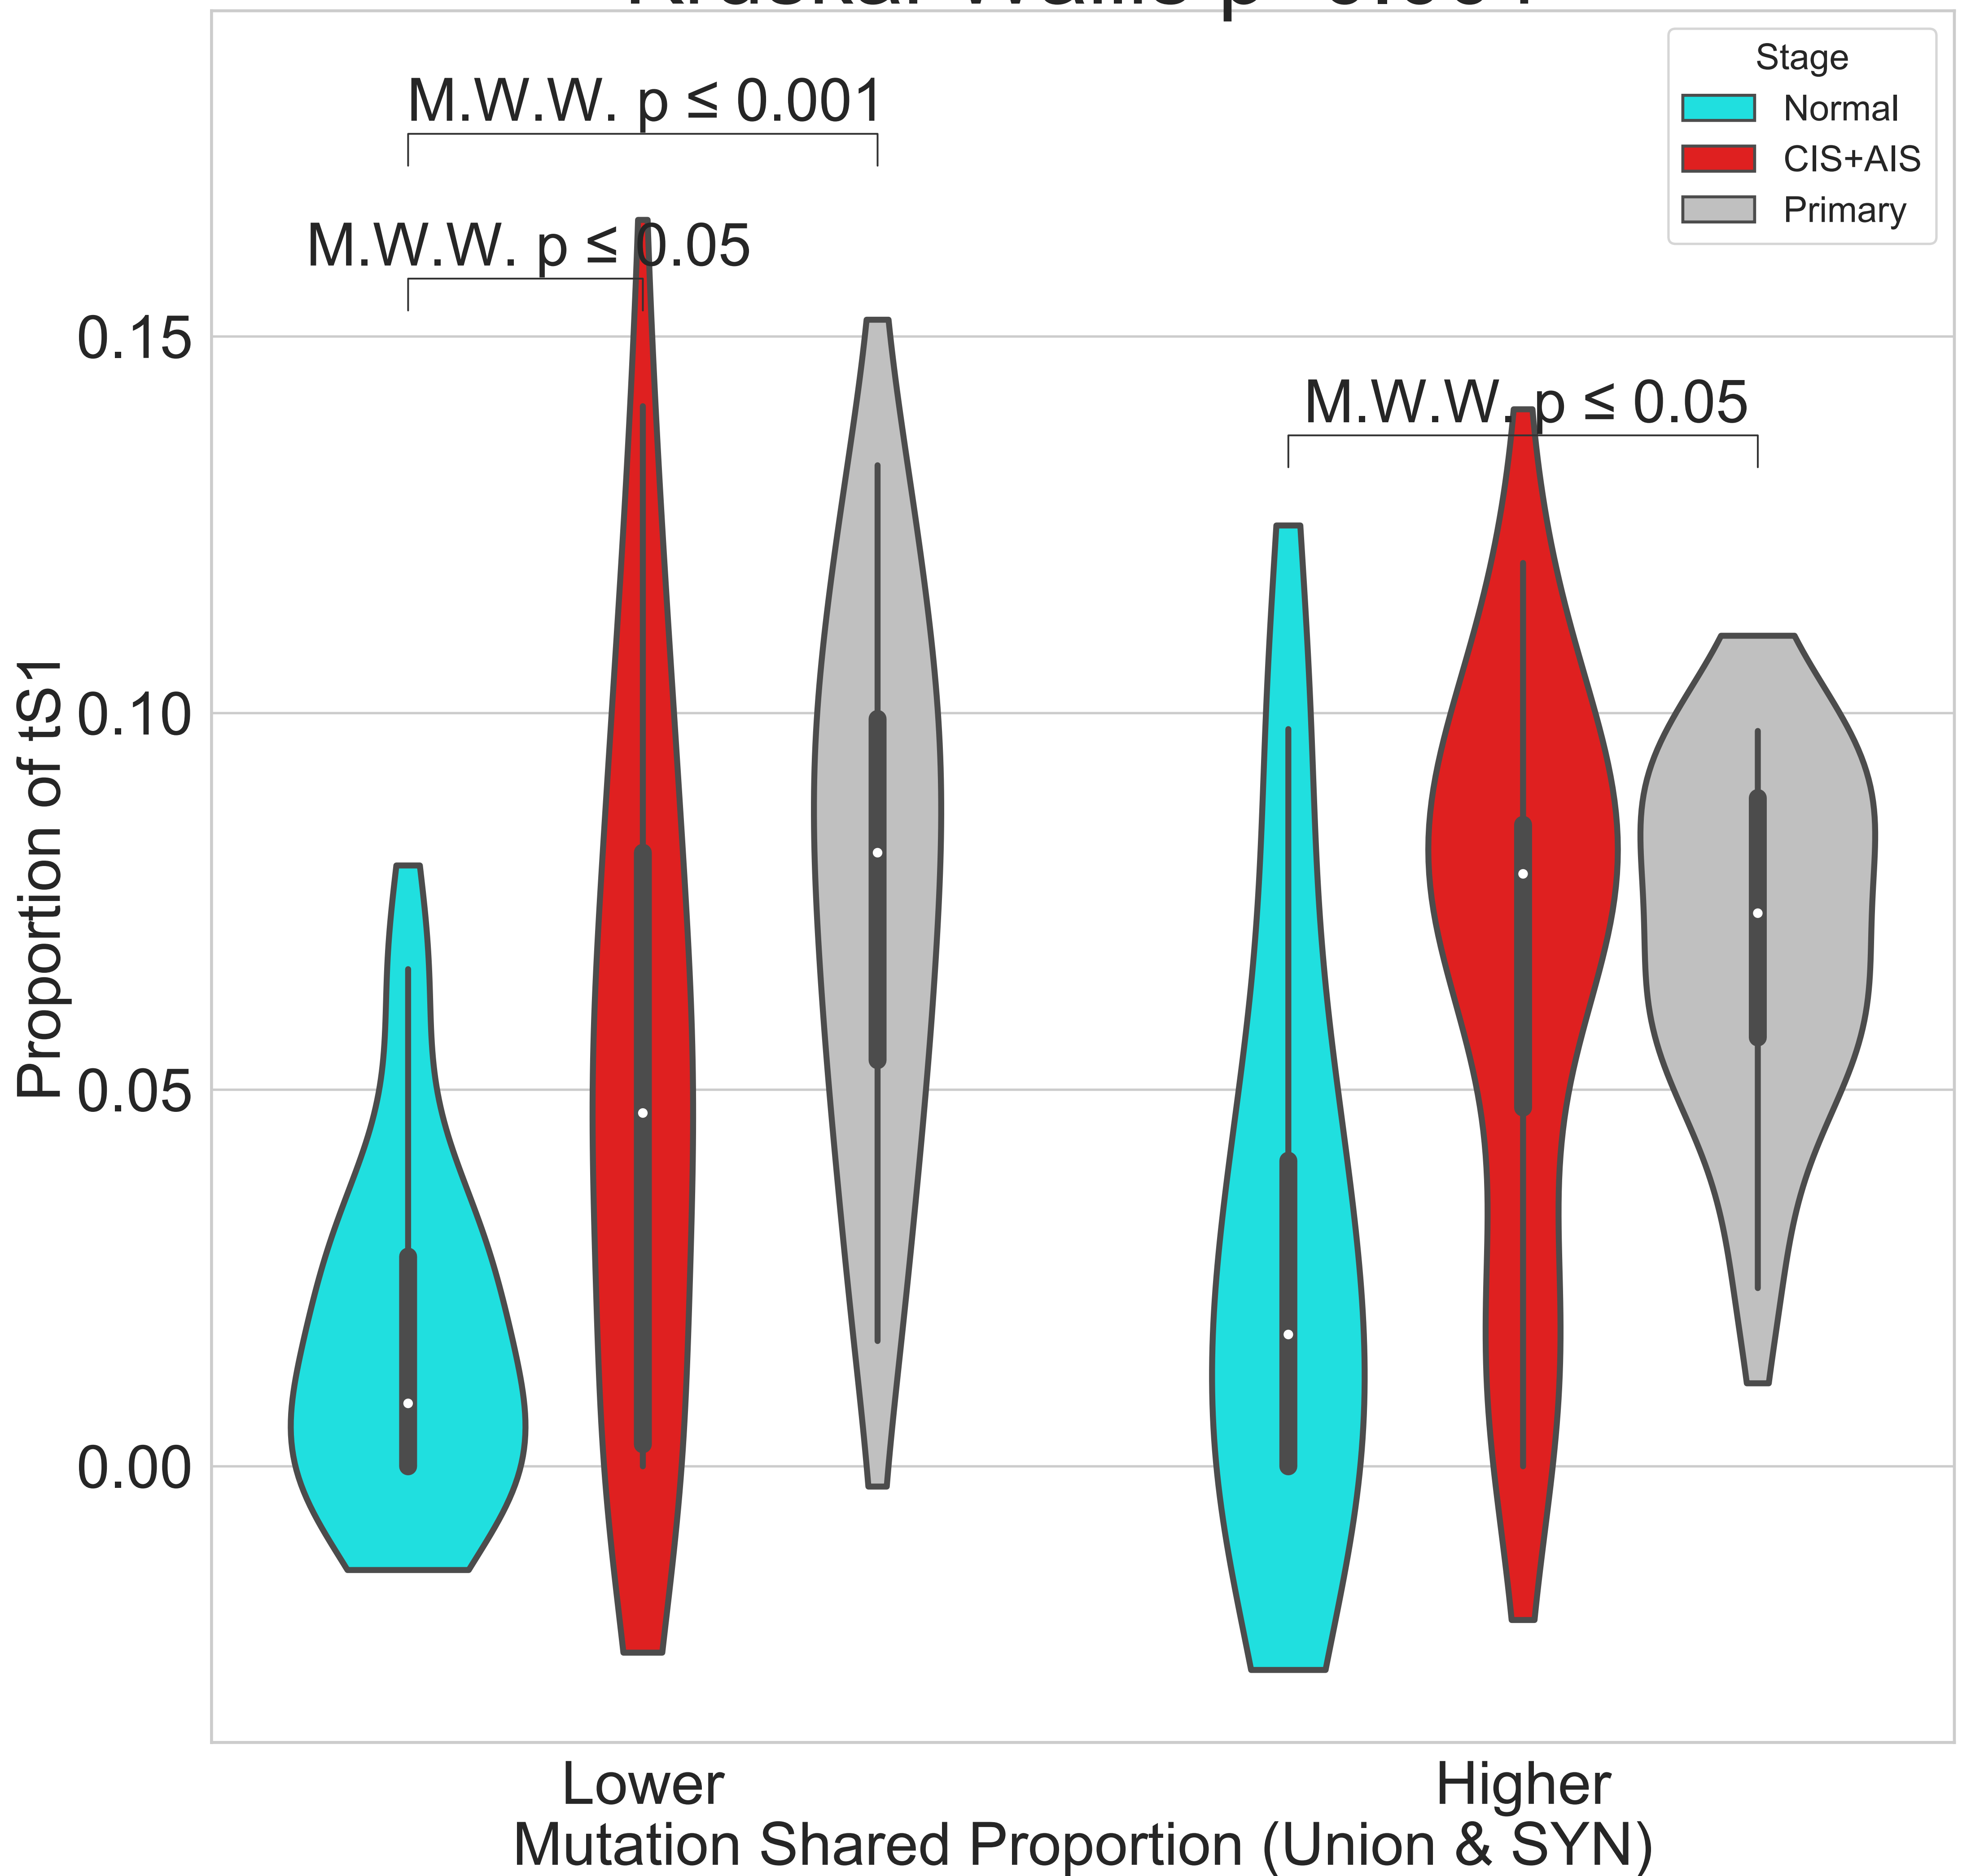 Stage
Normal
CIS+AIS
Primary
M.W.W. p ≤ 0.001
M.W.W. p ≤ 0.05
M.W.W. p ≤ 0.05
Proportion of tS1
0.15
0.10
0.05
0.00
Lower
Higher
Mutation Shared Proportion (Union & SYN)